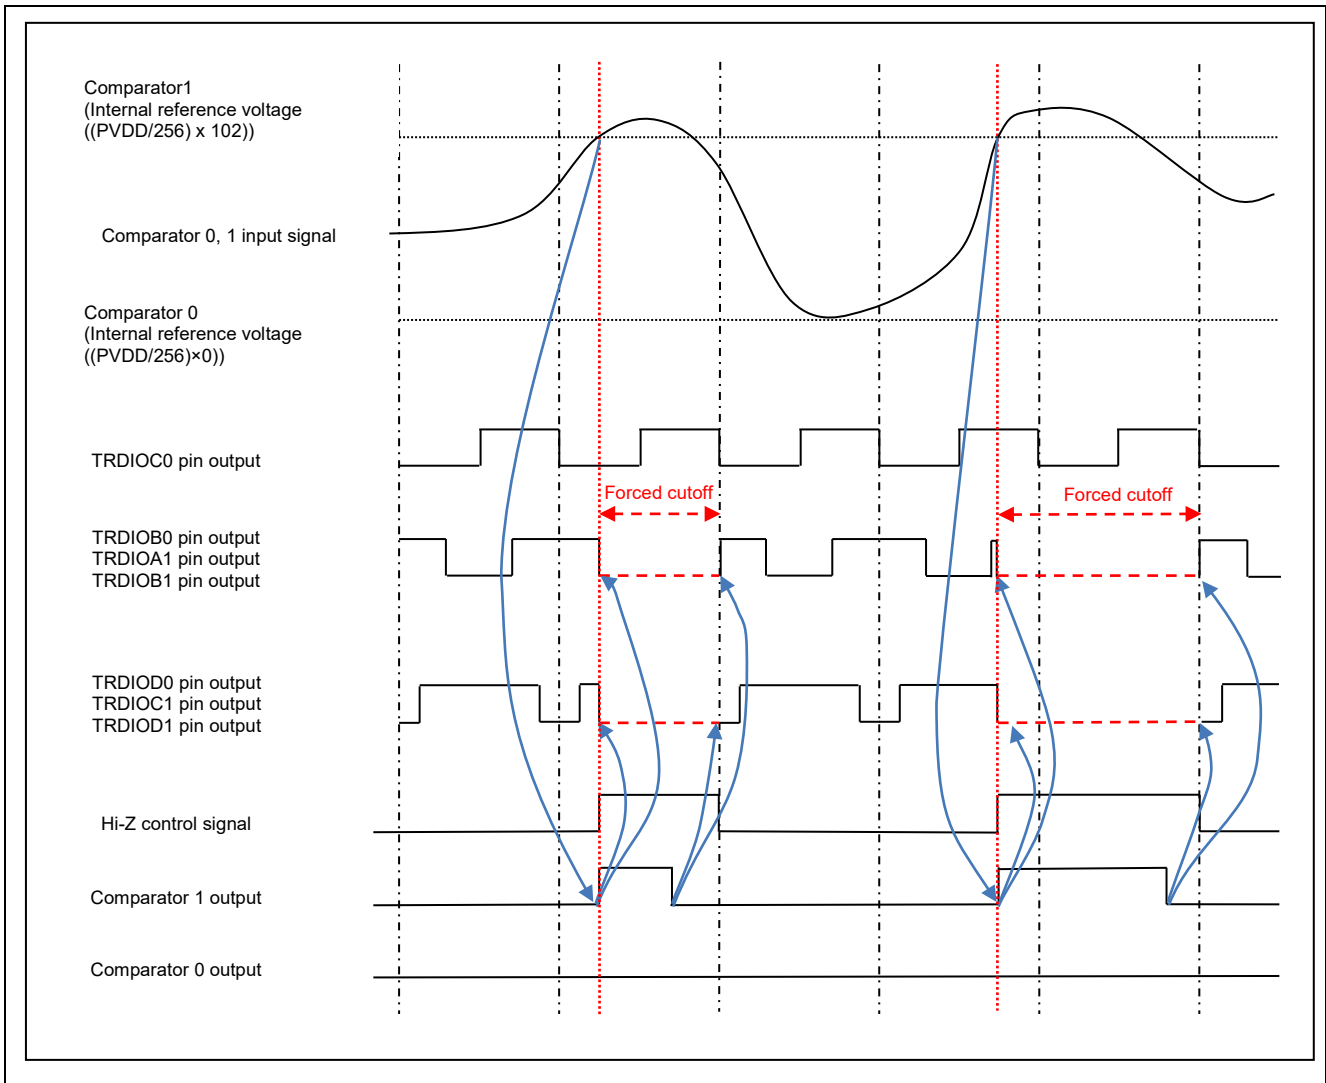 Comparator1
(Internal reference voltage
((PVDD/256) x 102))
Comparator 0, 1 input signal
Comparator 0
(Internal reference voltage
((PVDD/256)×0))
TRDIOC0 pin output
Forced cutoff
Forced cutoff
TRDIOB0 pin output
TRDIOA1 pin output
TRDIOB1 pin output
TRDIOD0 pin output
TRDIOC1 pin output
TRDIOD1 pin output
Hi-Z control signal
Comparator 1 output
Comparator 0 output